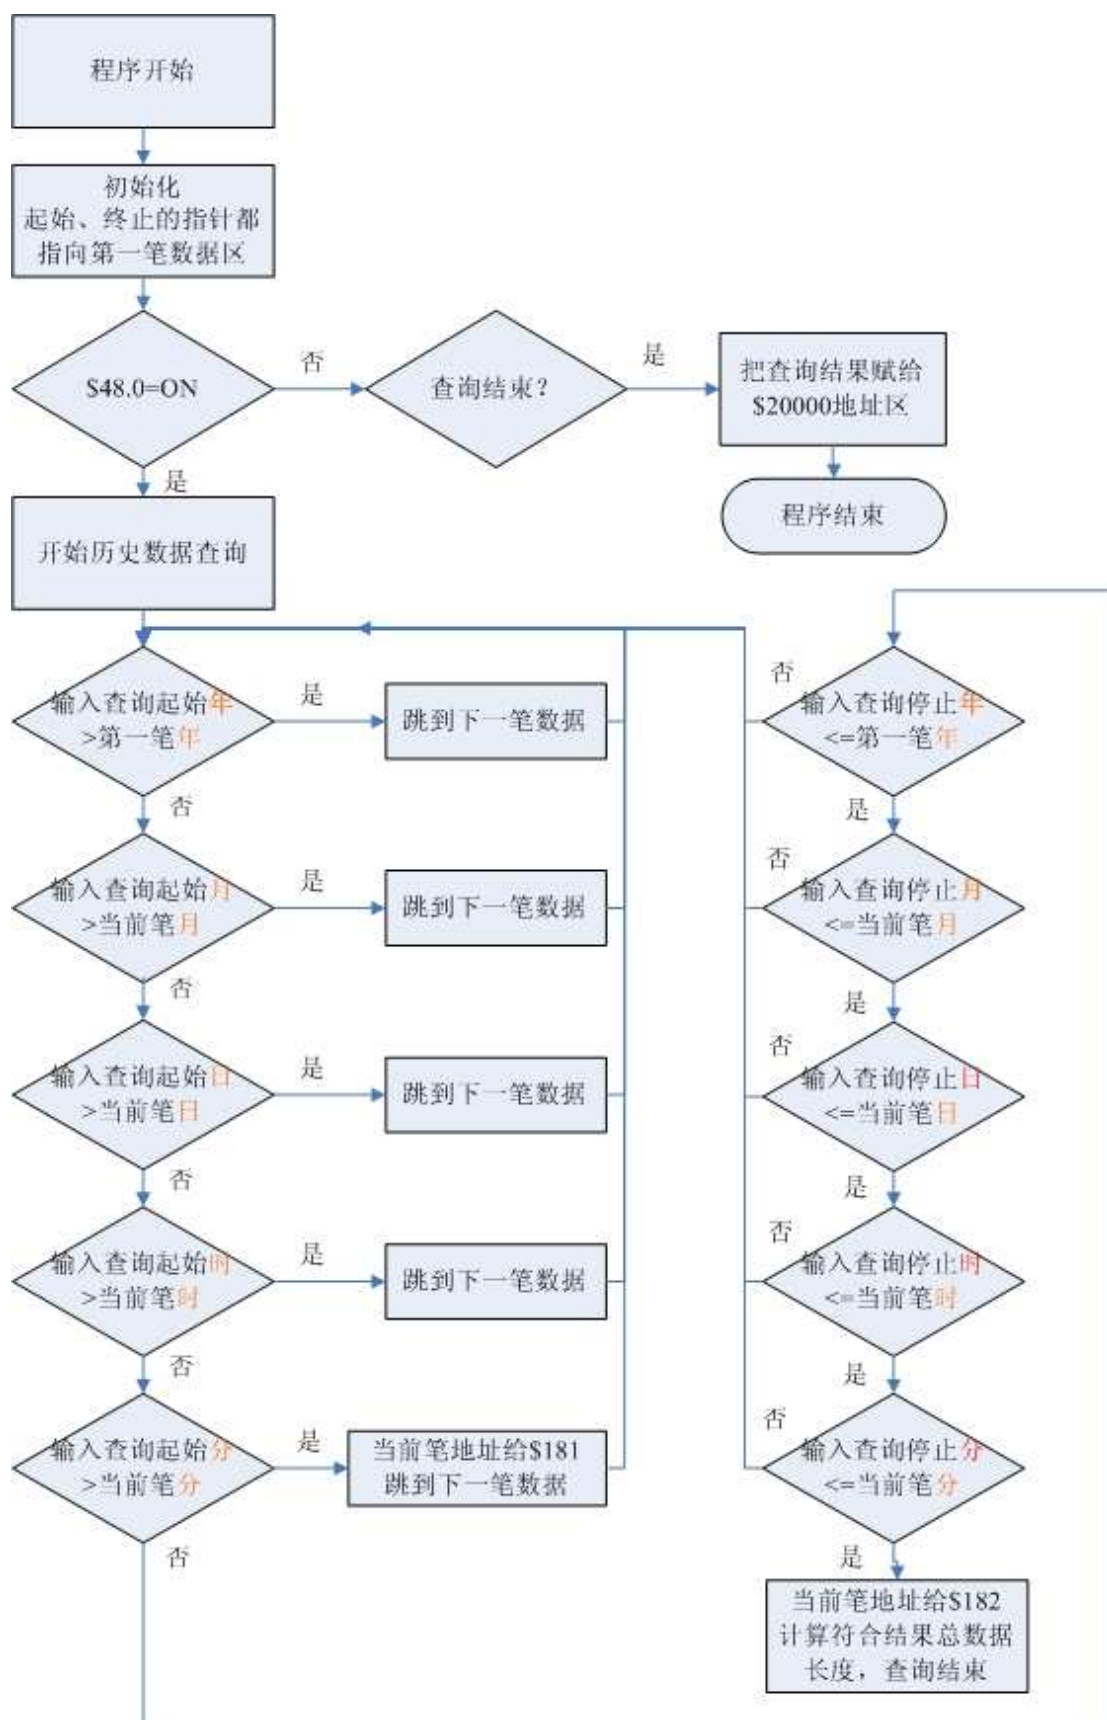 程序开始
初始化
起始、终止的指针都
指向第一笔数据区
$48.0=ON
否
查询结束？
是
把查询结果赋给
$20000地址区
程序结束
是
开始历史数据查询
输入查询起始年
>第一笔年
是
跳到下一笔数据
否
输入查询起始月
>当前笔月
是
跳到下一笔数据
否
输入查询起始日
>当前笔日
是
跳到下一笔数据
否
输入查询起始时
>当前笔时
是
跳到下一笔数据
否
输入查询起始分
>当前笔分
是
当前笔地址给$181
跳到下一笔数据
否
否
输入查询停止年
<=第一笔年
是
否
输入查询停止月
<=当前笔月
是
否
输入查询停止日
<=当前笔日
是
否
输入查询停止时
<=当前笔时
是
否
输入查询停止分
<=当前笔分
是
当前笔地址给$182
计算符合结果总数据
长度，查询结束